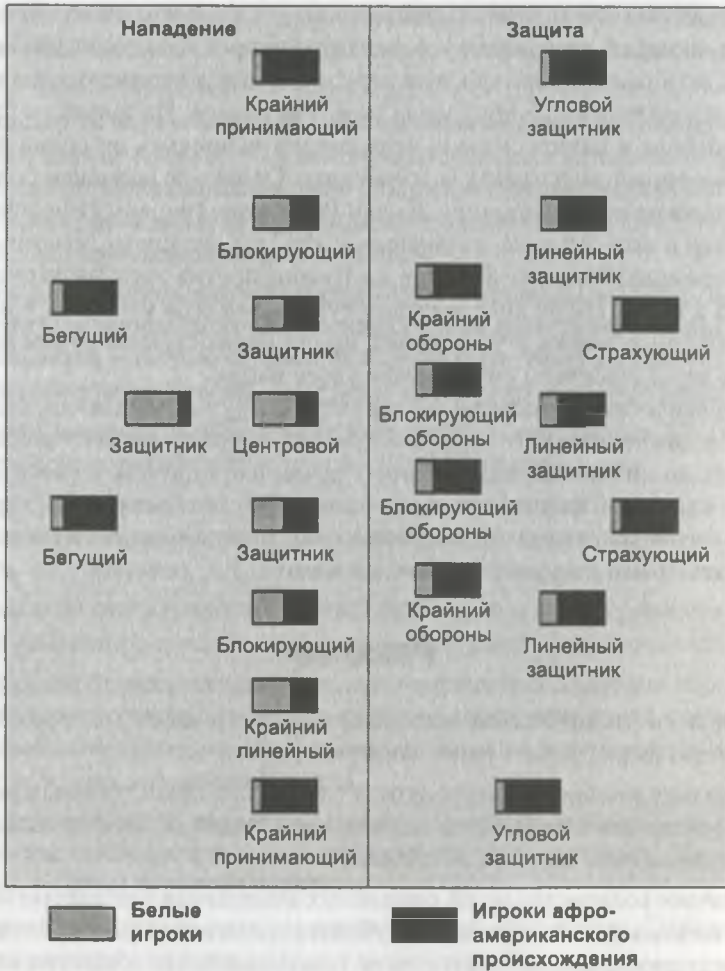 Нападение
Крайний
принимающий
Блокирующий
Бегущий
Защитник
Защитник
Центровой
Бегущий
Защитник
Блокирующий
Крайний
линейный
Крайний
принимающий
Защита
Угловой
защитник
Линейный
защитник
Крайний
обороны
Страхующий
Блокирующий
обороны
Линейный
защитник
Блокирующий
обороны
Страхующий
Крайний
обороны
Линейный
защитник
Угловой
защитник
Белые
игроки
Игроки афро-
американского
происхождения